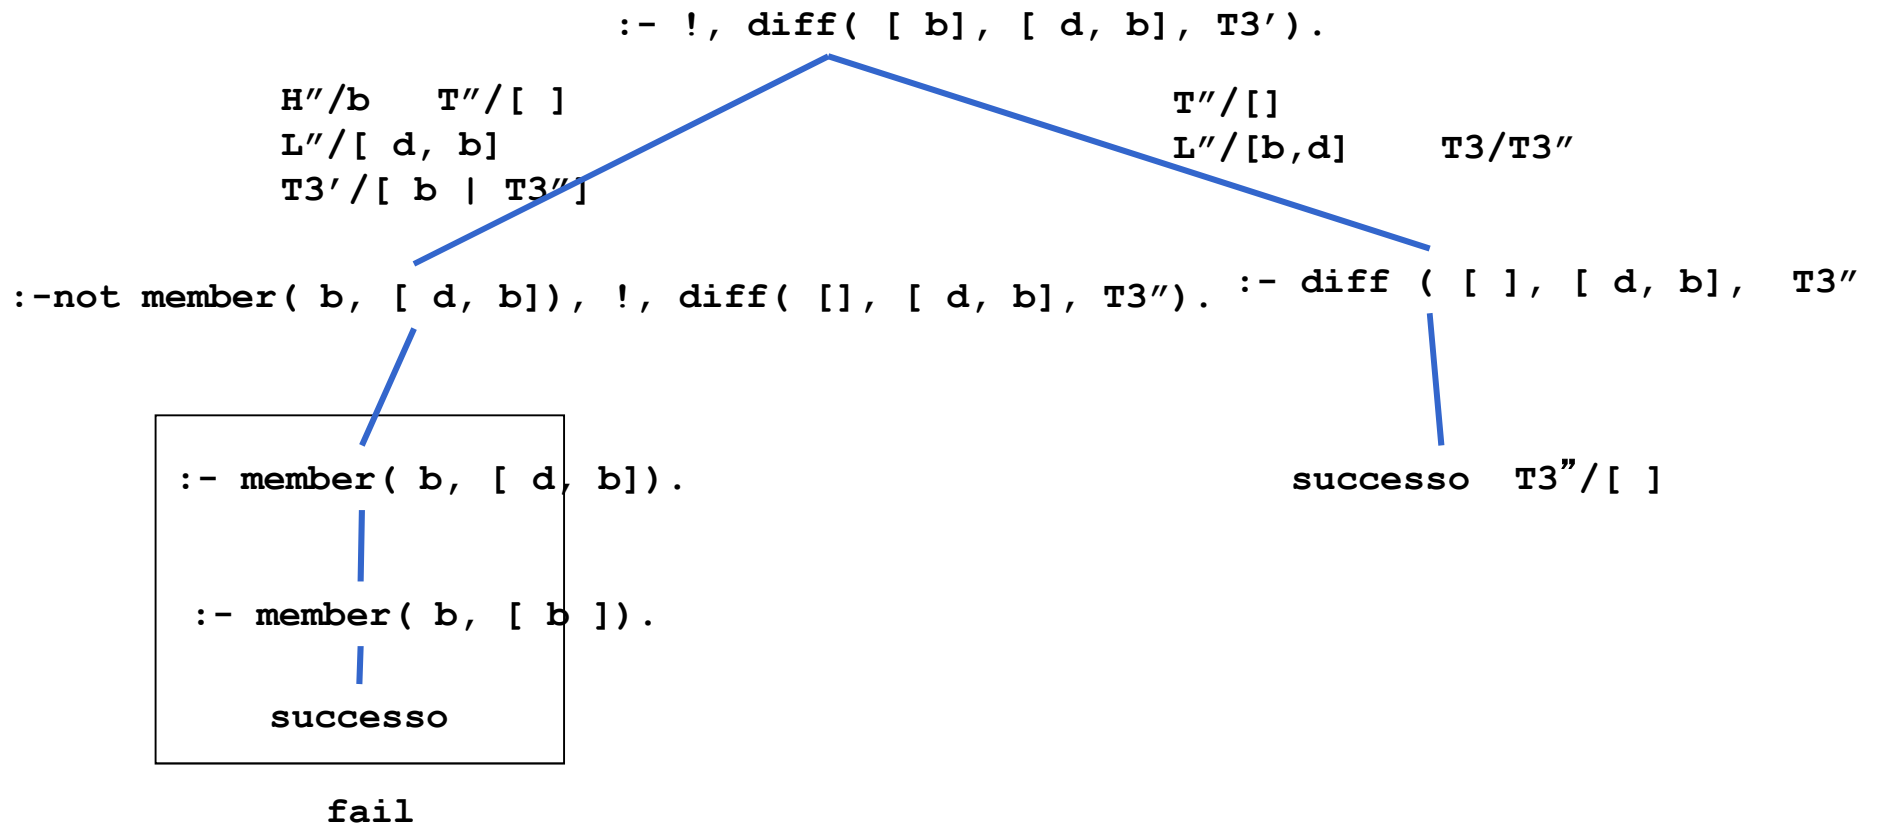 :- !, diff( [ b], [ d, b], T3′).
H″/b T″/[ ]
L″/[ d, b]
T3′/[ b | T3″]
T″/[]
L″/[b,d] T3/T3″
:-not member( b, [ d, b]), !, diff( [], [ d, b], T3″).
:- diff ( [ ], [ d, b], T3″
:- member( b, [ d, b]).
:- member( b, [ b ]).
successo
fail
successo T3”/[ ]